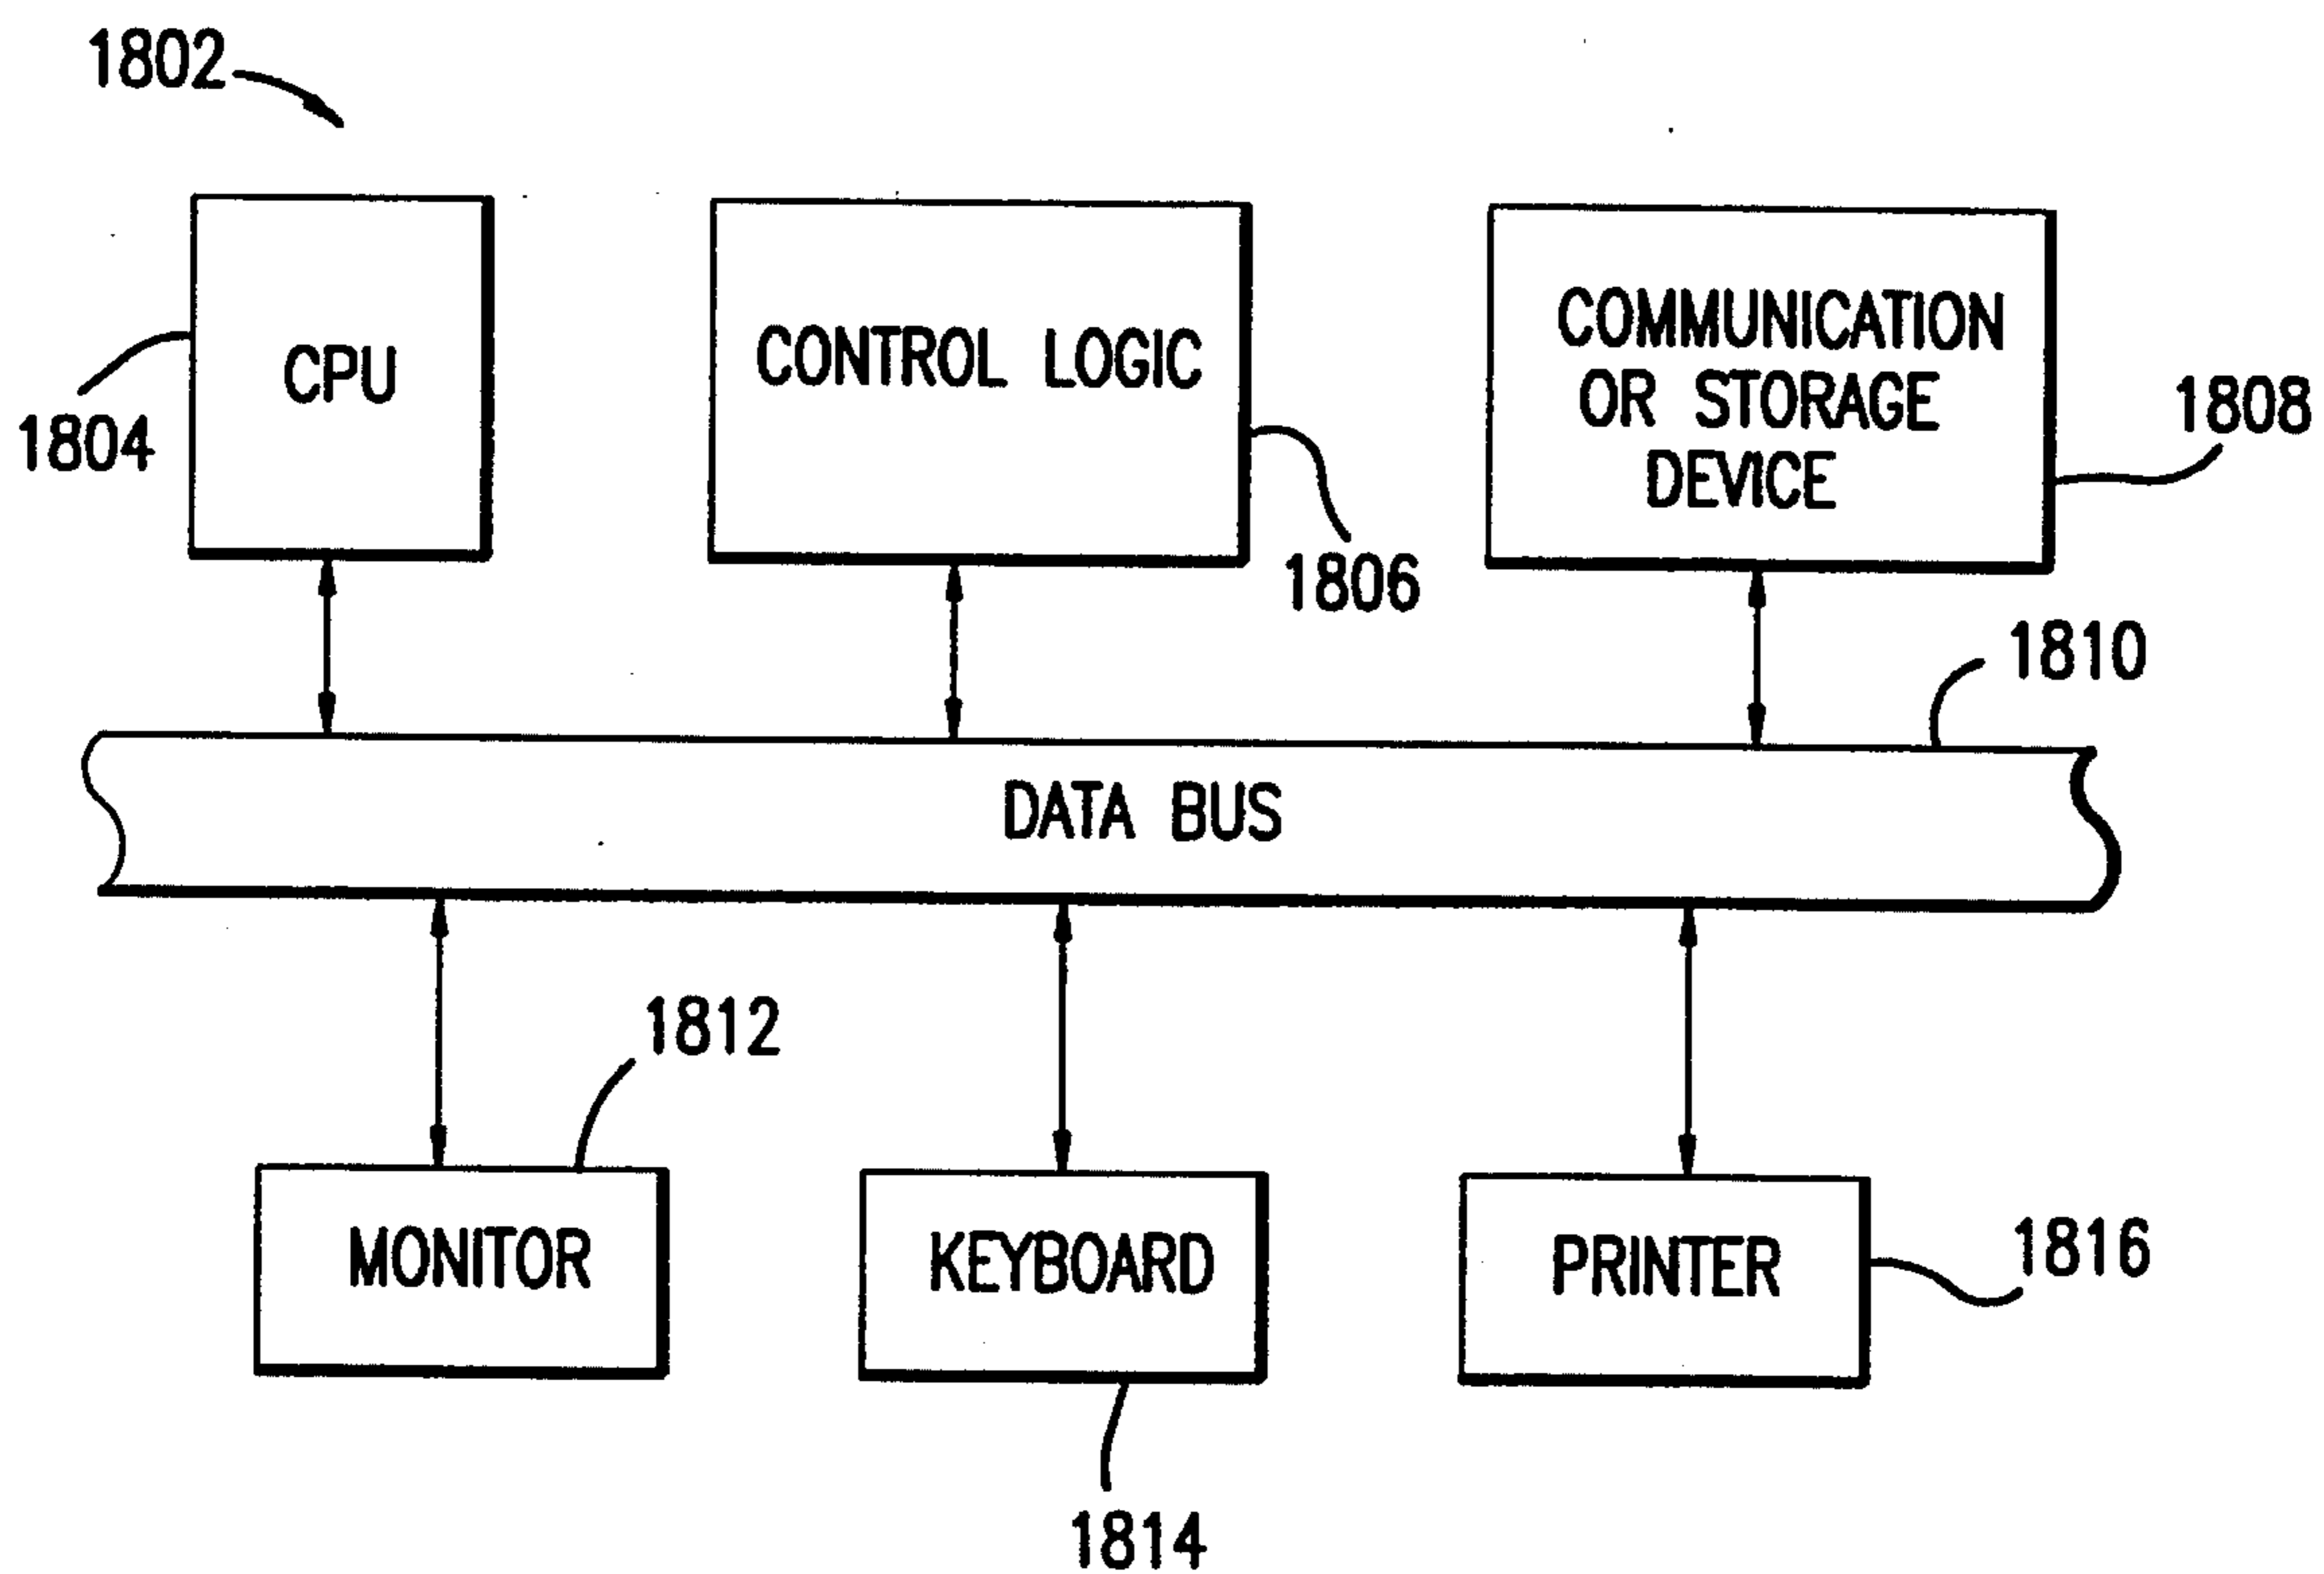 1802
CPU
1804
CONTROL LOGIC
1806
COMMUNICATION
OR STORAGE
DEVICE
1808
1810
DATA BUS
1812
MONITOR
KEYBOARD
1814
PRINTER
1816